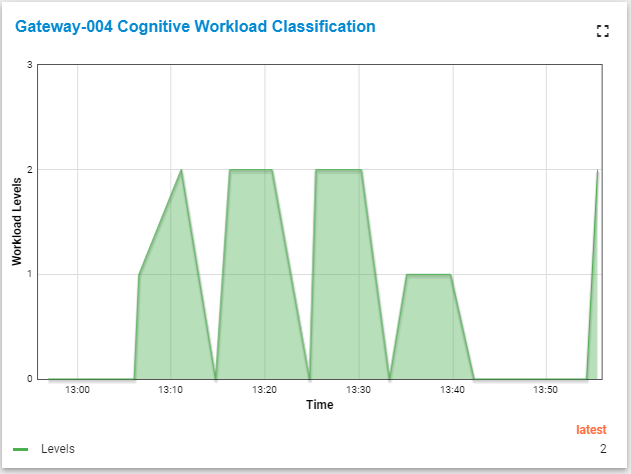 Gateway-004 Cognitive Workload Classification
3
2
1
0
Workload Levels
13:00 13:10 13:20 13:30 13:40 13:50
Time
latest
Levels 2